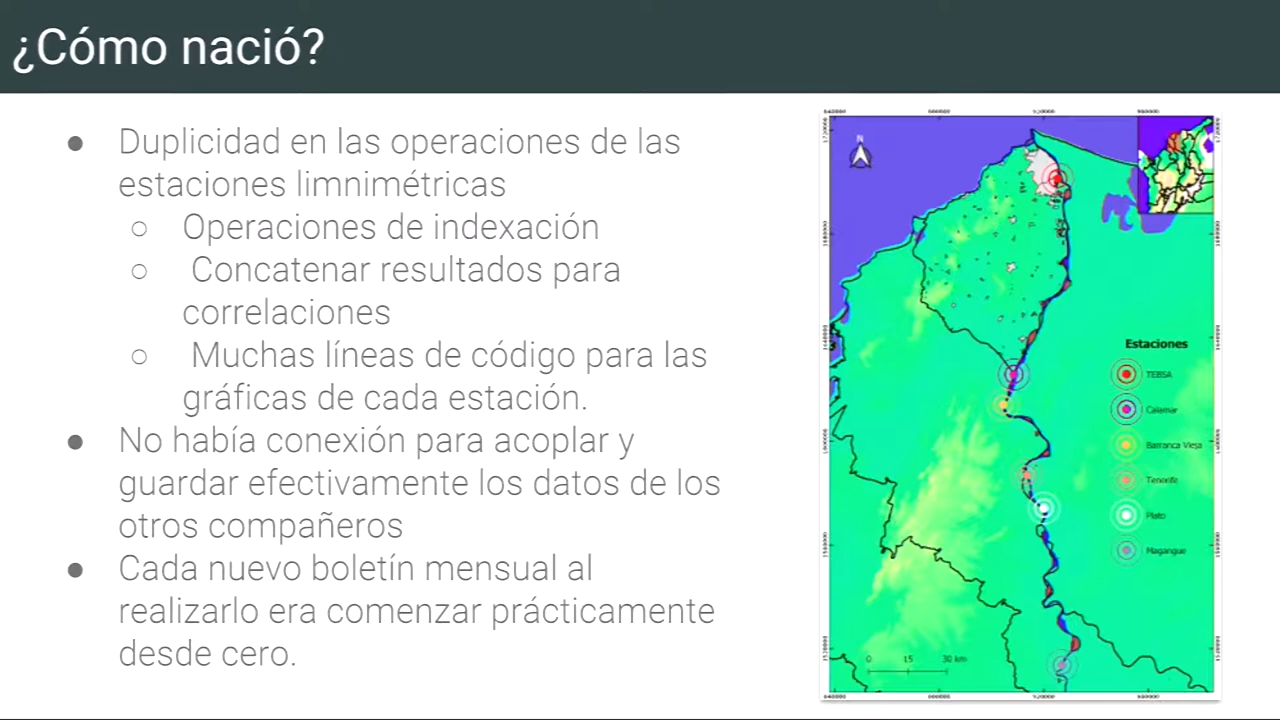 ¿Cómo nació?
● Duplicidad en las operaciones de las
estaciones limnimétricas
○ Operaciones de indexación
○ Concatenar resultados para
correlaciones
○ Muchas líneas de código para las
gráficas de cada estación.
● No había conexión para acoplar y
guardar efectivamente los datos de los
otros compañeros
● Cada nuevo boletín mensual al
realizarlo era comenzar prácticamente
desde cero.
N
Estaciones
TEBSA
Calamar
Barranca Vieja
Tenerife
Plato
Magangue
0 15 30 km